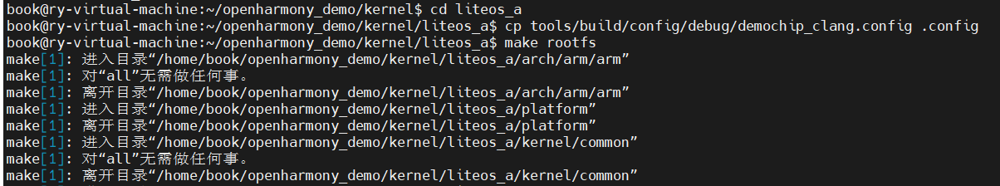 book@ry-virtual-machine:~/openharmony_demo/kernel$ cd liteos_a
book@ry-virtual-machine:~/openharmony_demo/kernel/liteos_a$ cp tools/build/config/debug/demochip_clang.config .config
book@ry-virtual-machine:~/openharmony_demo/kernel/liteos_a$ make rootfs
make[1]: 进入目录“/home/book/openharmony_demo/kernel/liteos_a/arch/arm/arm”
make[1]: 对“all”无需做任何事。
make[1]: 离开目录“/home/book/openharmony_demo/kernel/liteos_a/arch/arm/arm”
make[1]: 进入目录“/home/book/openharmony_demo/kernel/liteos_a/platform”
make[1]: 离开目录“/home/book/openharmony_demo/kernel/liteos_a/platform”
make[1]: 进入目录“/home/book/openharmony_demo/kernel/liteos_a/kernel/common”
make[1]: 对“all”无需做任何事。
make[1]: 离开目录“/home/book/openharmony_demo/kernel/liteos_a/kernel/common”